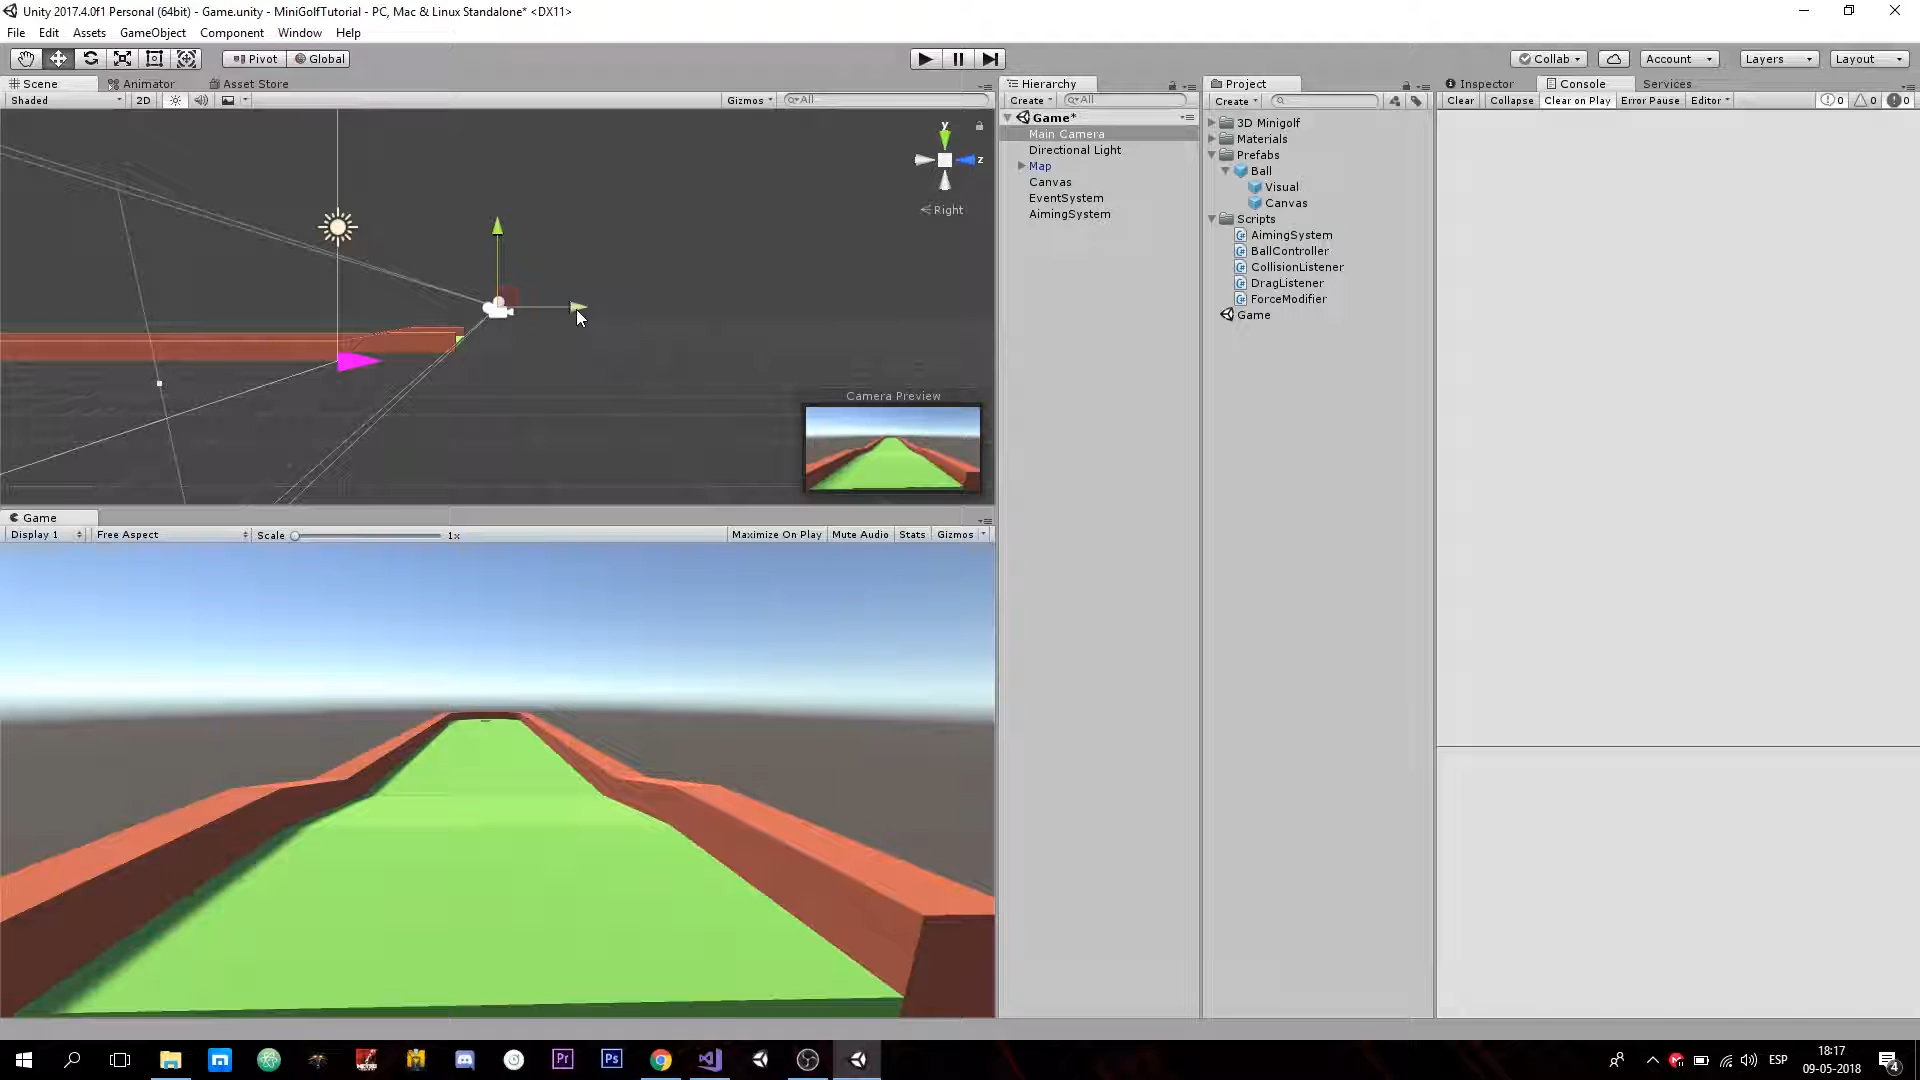 Unity 2017.4.0f1 Personal (64bit) - Game.unity - MiniGolfTutorial - PC, Mac & Linux Standalone* <DX11>
File Edit Assets GameObject Component Window Help
Pivot Global Collab Account Layers Layout
Scene Animator Asset Store
Shaded 2D Gizmos All
y
z
Right
Camera Preview
Game
Display 1 Free Aspect Scale 1x Maximize On Play Mute Audio Stats Gizmos
Hierarchy
Create All
Game*
Main Camera
Directional Light
Map
Canvas
EventSystem
AimingSystem
Project
Create
3D Minigolf
Materials
Prefabs
Ball
Visual
Canvas
Scripts
AimingSystem
BallController
CollisionListener
DragListener
ForceModifier
Game
Inspector Console Services
Clear Collapse Clear on Play Error Pause Editor 0 0 0
Pr Ps ESP
18:17
09-05-2018
4